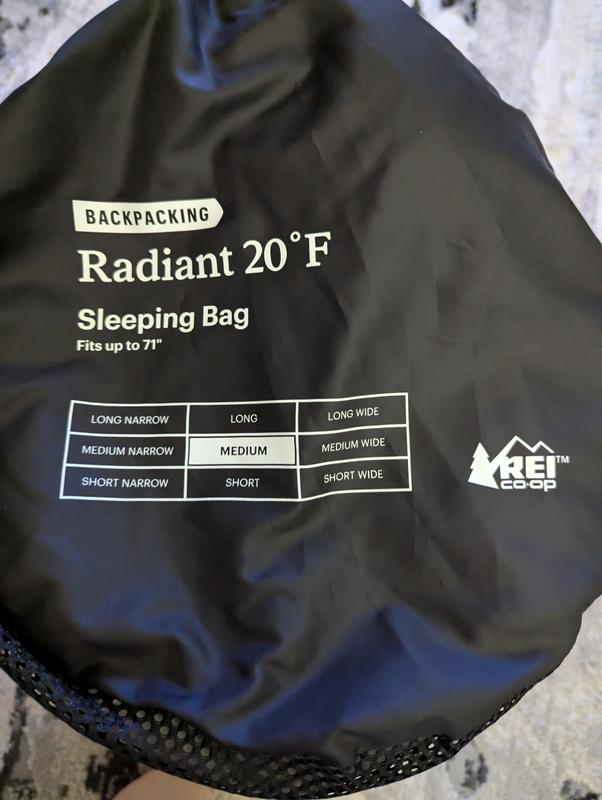 BACKPACKING
Radiant 20°F
Sleeping Bag
Fits up to 71"
LONG NARROW LONG LONG WIDE
MEDIUM NARROW MEDIUM MEDIUM WIDE
SHORT NARROW SHORT SHORT WIDE
REI™
co·op